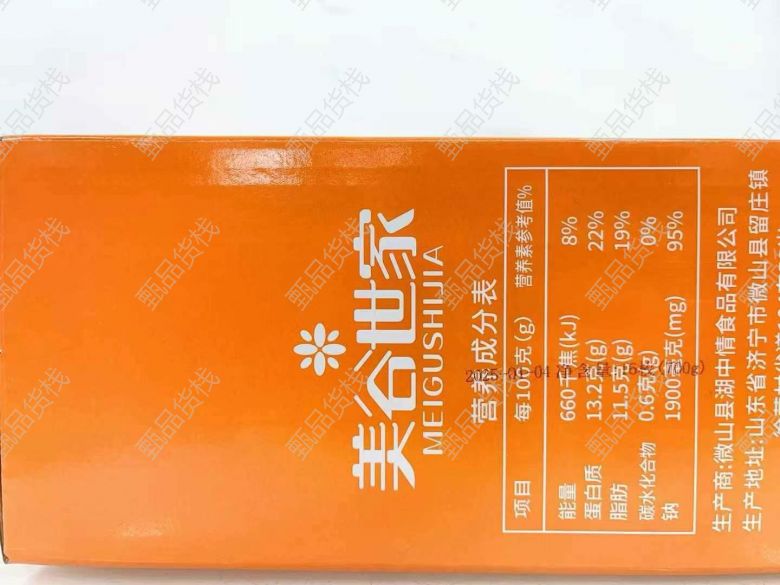 美谷世家
MEIGUSHIJIA
营养成分表
项目 每100克(g) 营养素参考值%
能量 660千焦(kJ) 8%
蛋白质 13.2克(g) 22%
脂肪 11.5克(g) 19%
碳水化合物 0.6克(g) 0%
钠 1900毫克(mg) 95%
生产商:微山县湖中情食品有限公司
生产地址:山东省济宁市微山县留庄镇
(700g)
甄品货栈